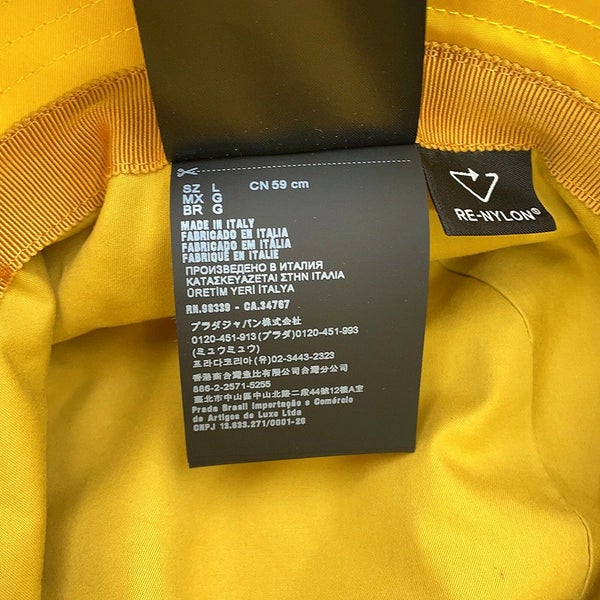 SZ L CN 59 cm
MX G
BR G
MADE IN ITALY
FABRICADO EN ITALIA
FABRICADO EM ITÁLIA
FABRIQUÉ EN ITALIE
ПРОИЗВЕДЕНО В ИТАЛИЯ
ΚΑΤΑΣΚΕΥΑΖΕΤΑΙ ΣΤΗΝ ΙΤΑΛΙΑ
ÜRETİM YERİ İTALYA
RN.98339 - CA.34767
プラダジャパン株式会社
0120-451-913 (プラダ) 0120-451-993
(ミュウミュウ)
프라다코리아 (유) 02-3443-2323
香港商台灣普比有限公司台灣分公司
886-2-2571-5255
臺北市中山區中山北路二段44號12樓A
Prada Brasil Importação e Comércio
de Artigos de Luxo Ltda
CNPJ 13.633.271/0001-26
RE-NYLON®